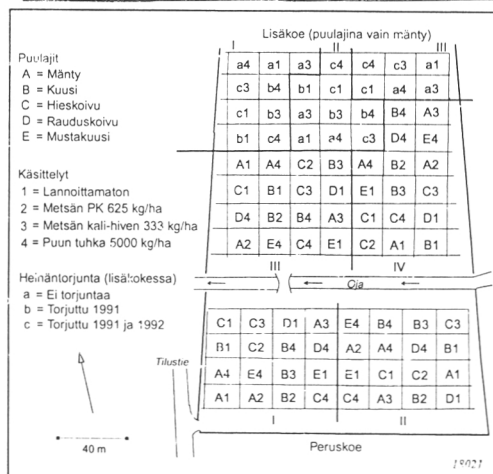 Lisäkoe (puulajina vain mänty)
I II III
Puulajit
A = Mänty
B = Kuusi
C = Hieskoivu
D = Rauduskoivu
E = Mustakuusi
Käsittelyt
1 = Lannoittamaton
2 = Metsän PK 625 kg/ha
3 = Metsän kali-hiven 333 kg/ha
4 = Puun tuhka 5000 kg/ha
Heinäntorjunta (lisäkokeessa)
a = Ei torjuntaa
b = Torjuttu 1991
c = Torjuttu 1991 ja 1992
40 m
a4 a1 a3 c4 c4 c3 a1
c3 b4 b1 c1 c1 a4 a3
c1 b3 a3 b3 b4 B4 A3
b1 c4 a1 a4 c3 D4 E4
A1 A4 C2 B3 A4 B2 A2
C1 B1 C3 D1 E1 B3 C3
D4 B2 B4 A3 C1 C4 D1
A2 E4 C4 E1 C2 A1 B1
III IV
Oja
C1 C3 D1 A3 E4 B4 B3 C3
B1 C2 B4 D4 A2 A4 D4 B1
A4 E4 B3 E1 E1 C1 C2 A1
A1 A2 B2 C4 C4 A3 B2 D1
Tilustie
I II
Peruskoe